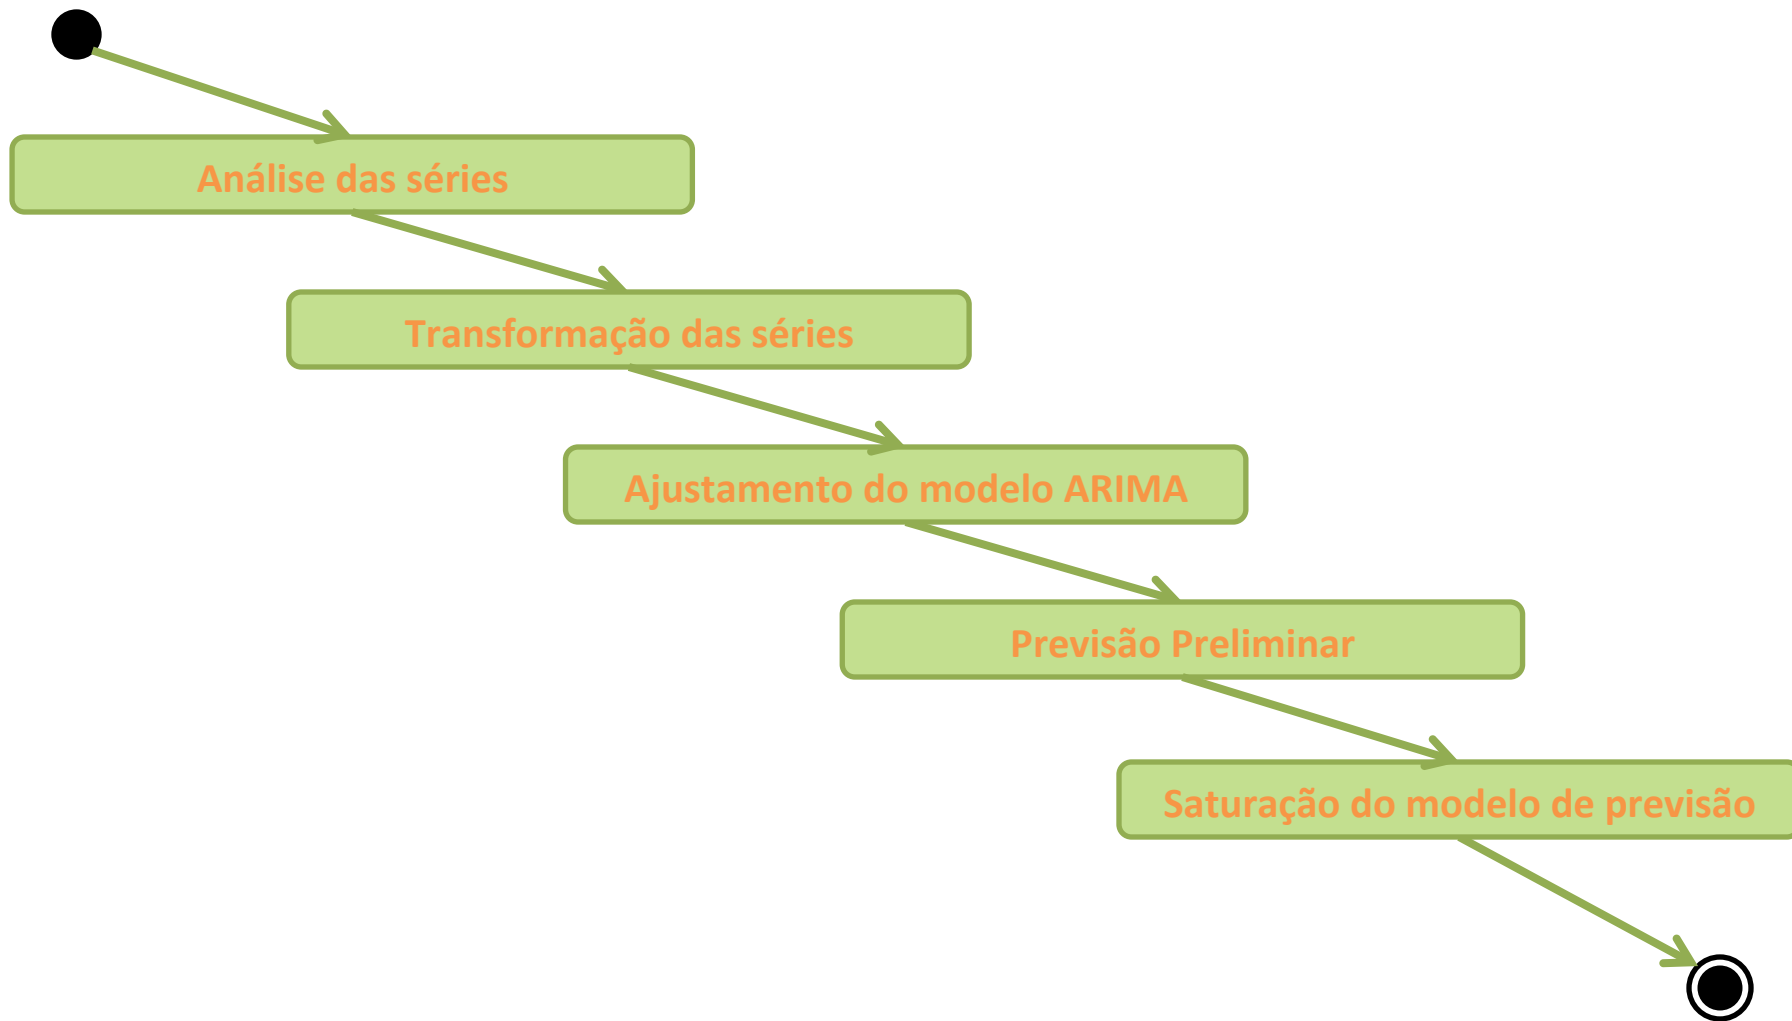 Análise das séries
Transformação das séries
Ajustamento do modelo ARIMA
Previsão Preliminar
Saturação do modelo de previsão